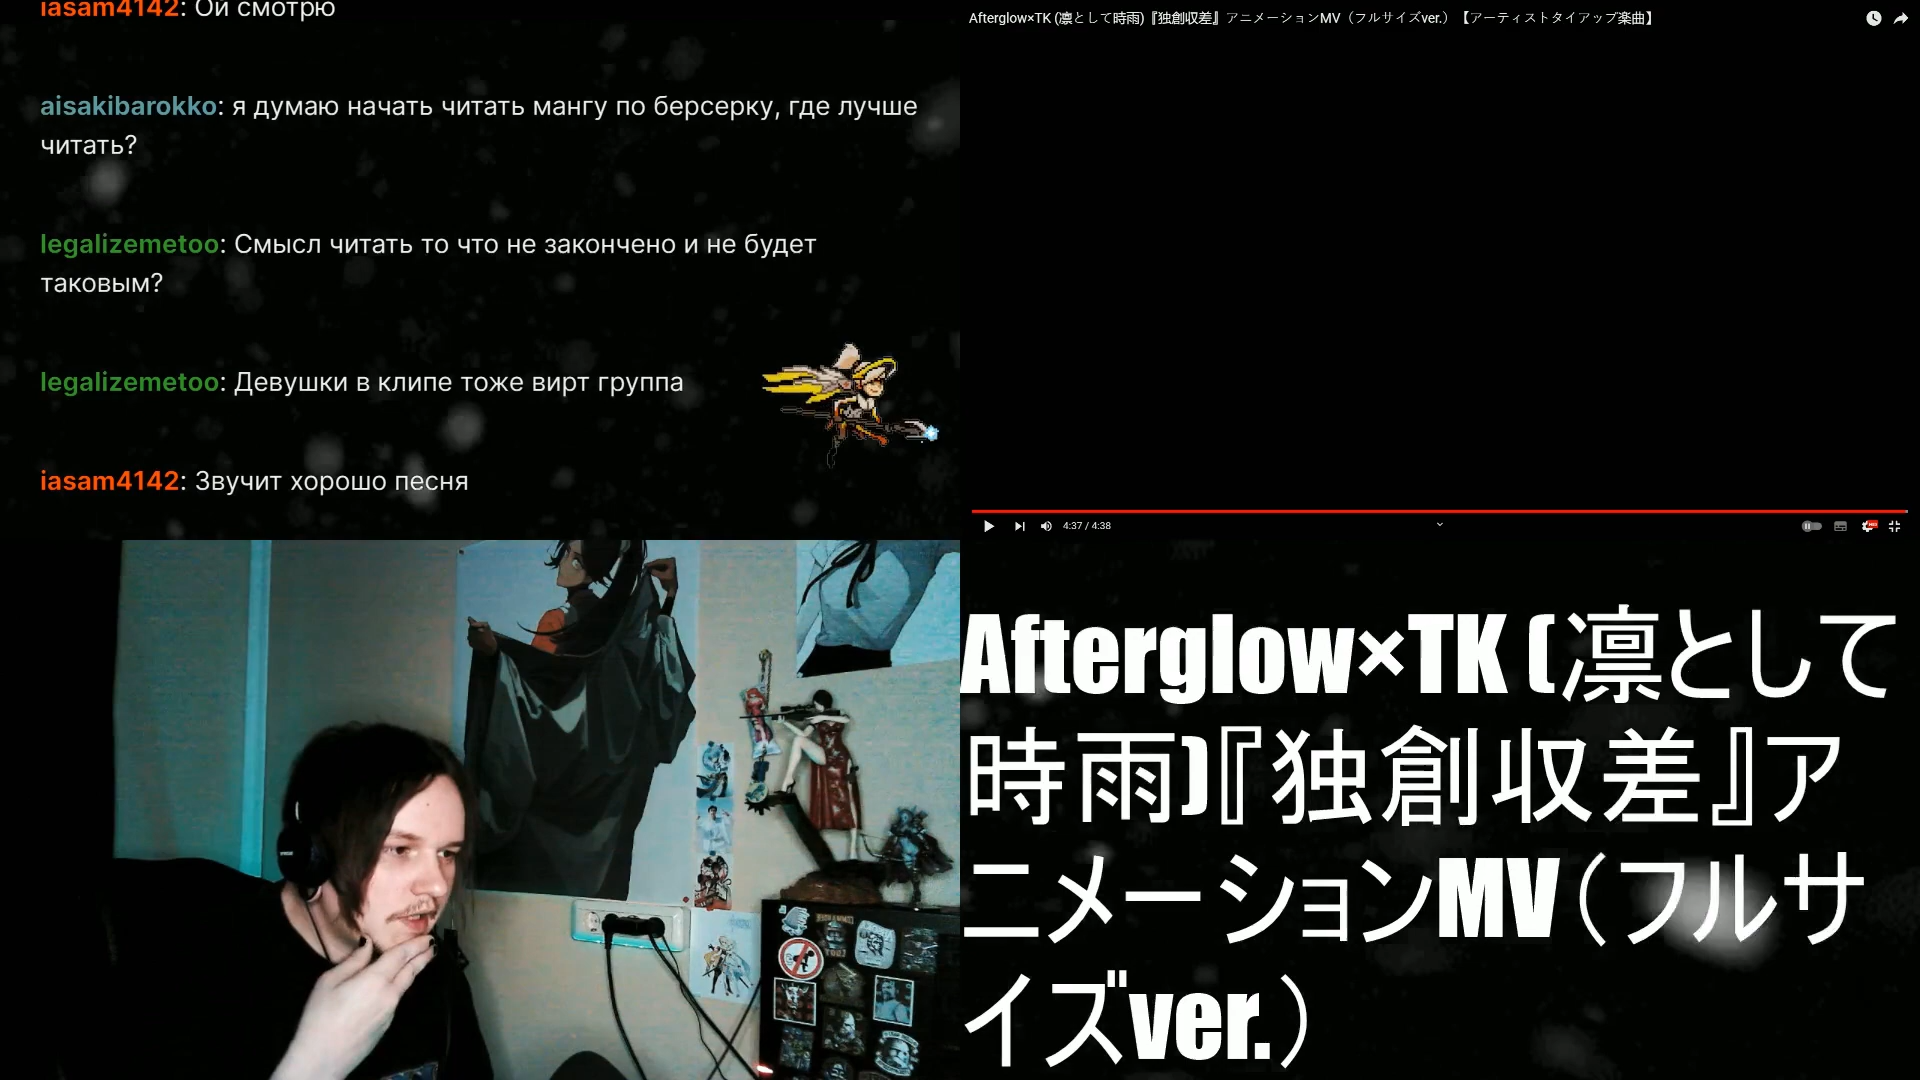 iasam4142: Ой смотрю
aisakibarokko: я думаю начать читать мангу по берсерку, где лучше
читать?
legalizemetoo: Смысл читать то что не закончено и не будет
таковым?
legalizemetoo: Девушки в клипе тоже вирт группа
iasam4142: Звучит хорошо песня
Afterglow×TK (凛として時雨)『独創収差』アニメーションMV（フルサイズver.）【アーティストタイアップ楽曲】
4:37 / 4:38
Afterglow×TK (凛として
時雨)『独創収差』ア
ニメーションMV（フルサ
イズver.）